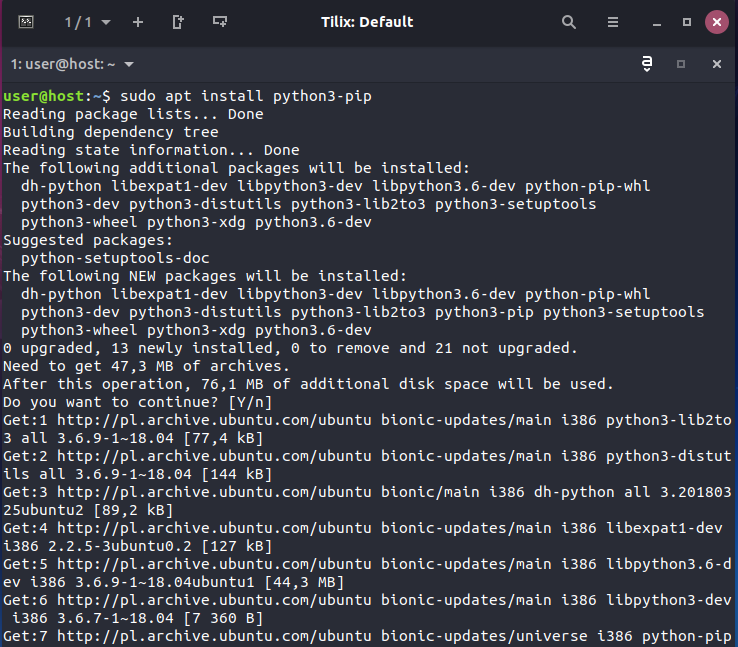 1 / 1
Tilix: Default
1: user@host: ~
a
user@host:~$ sudo apt install python3-pip
Reading package lists... Done
Building dependency tree
Reading state information... Done
The following additional packages will be installed:
  dh-python libexpat1-dev libpython3-dev libpython3.6-dev python-pip-whl
  python3-dev python3-distutils python3-lib2to3 python3-setuptools
  python3-wheel python3-xdg python3.6-dev
Suggested packages:
  python-setuptools-doc
The following NEW packages will be installed:
  dh-python libexpat1-dev libpython3-dev libpython3.6-dev python-pip-whl
  python3-dev python3-distutils python3-lib2to3 python3-pip python3-setuptools
  python3-wheel python3-xdg python3.6-dev
0 upgraded, 13 newly installed, 0 to remove and 21 not upgraded.
Need to get 47,3 MB of archives.
After this operation, 76,1 MB of additional disk space will be used.
Do you want to continue? [Y/n]
Get:1 http://pl.archive.ubuntu.com/ubuntu bionic-updates/main i386 python3-lib2to
3 all 3.6.9-1~18.04 [77,4 kB]
Get:2 http://pl.archive.ubuntu.com/ubuntu bionic-updates/main i386 python3-distut
ils all 3.6.9-1~18.04 [144 kB]
Get:3 http://pl.archive.ubuntu.com/ubuntu bionic/main i386 dh-python all 3.201803
25ubuntu2 [89,2 kB]
Get:4 http://pl.archive.ubuntu.com/ubuntu bionic-updates/main i386 libexpat1-dev
i386 2.2.5-3ubuntu0.2 [127 kB]
Get:5 http://pl.archive.ubuntu.com/ubuntu bionic-updates/main i386 libpython3.6-d
ev i386 3.6.9-1~18.04ubuntu1 [44,3 MB]
Get:6 http://pl.archive.ubuntu.com/ubuntu bionic-updates/main i386 libpython3-dev
 i386 3.6.7-1~18.04 [7 360 B]
Get:7 http://pl.archive.ubuntu.com/ubuntu bionic-updates/universe i386 python-pip